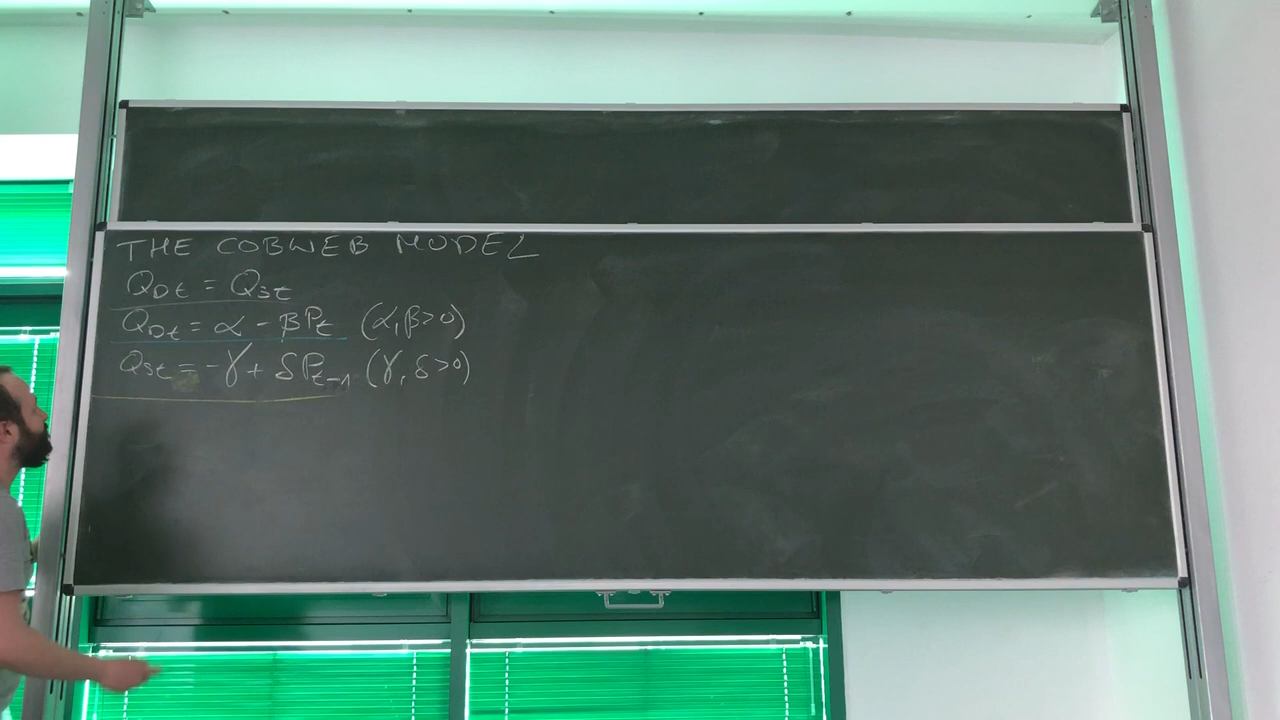 THE COBWEB MODEL
Q_Dt = Q_St
Q_Dt = α - βP_t (α, β>0)
Q_St = -γ + δP_t-1 (γ, δ>0)